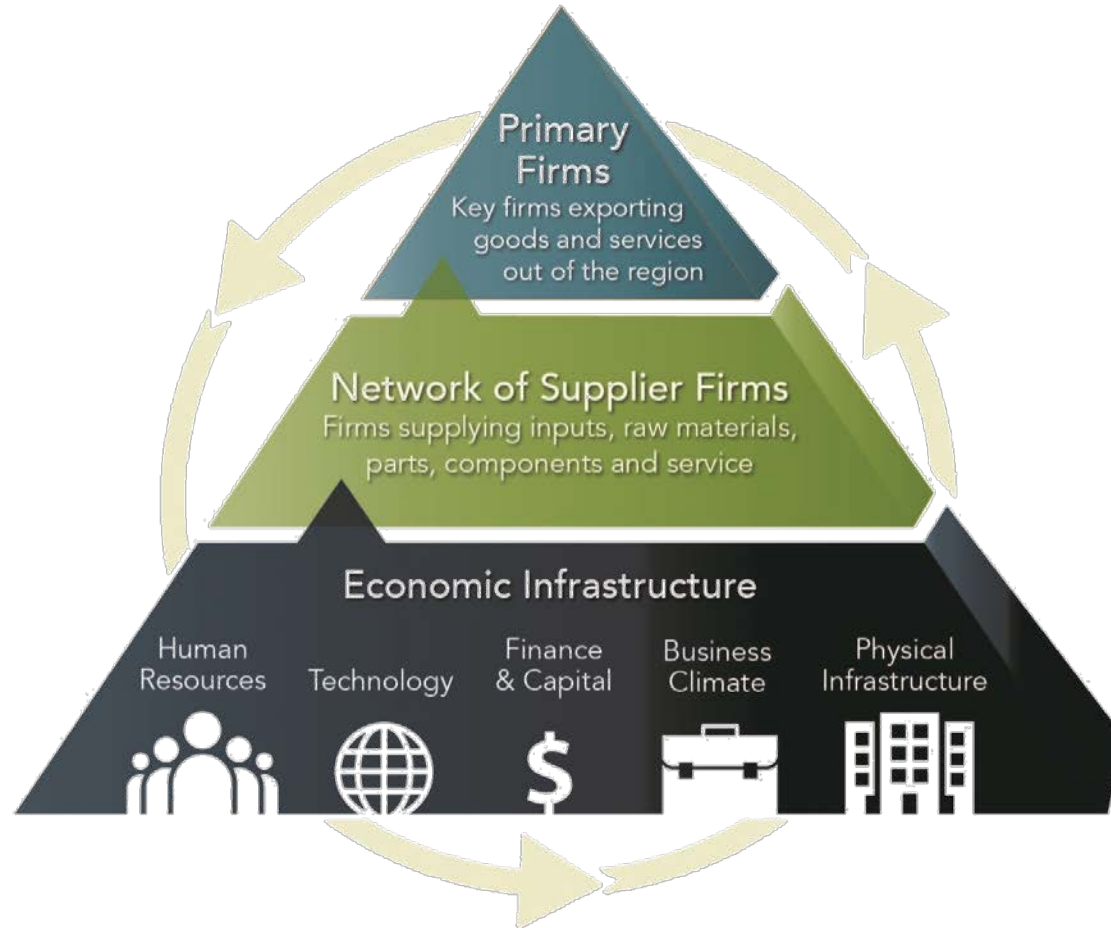 Primary
Firms
Key firms exporting
goods and services
out of the region
Network of Supplier Firms
Firms supplying inputs, raw materials,
parts, components and service
Economic Infrastructure
Human
Resources
Technology
Finance
& Capital
Business
Climate
Physical
Infrastructure
$